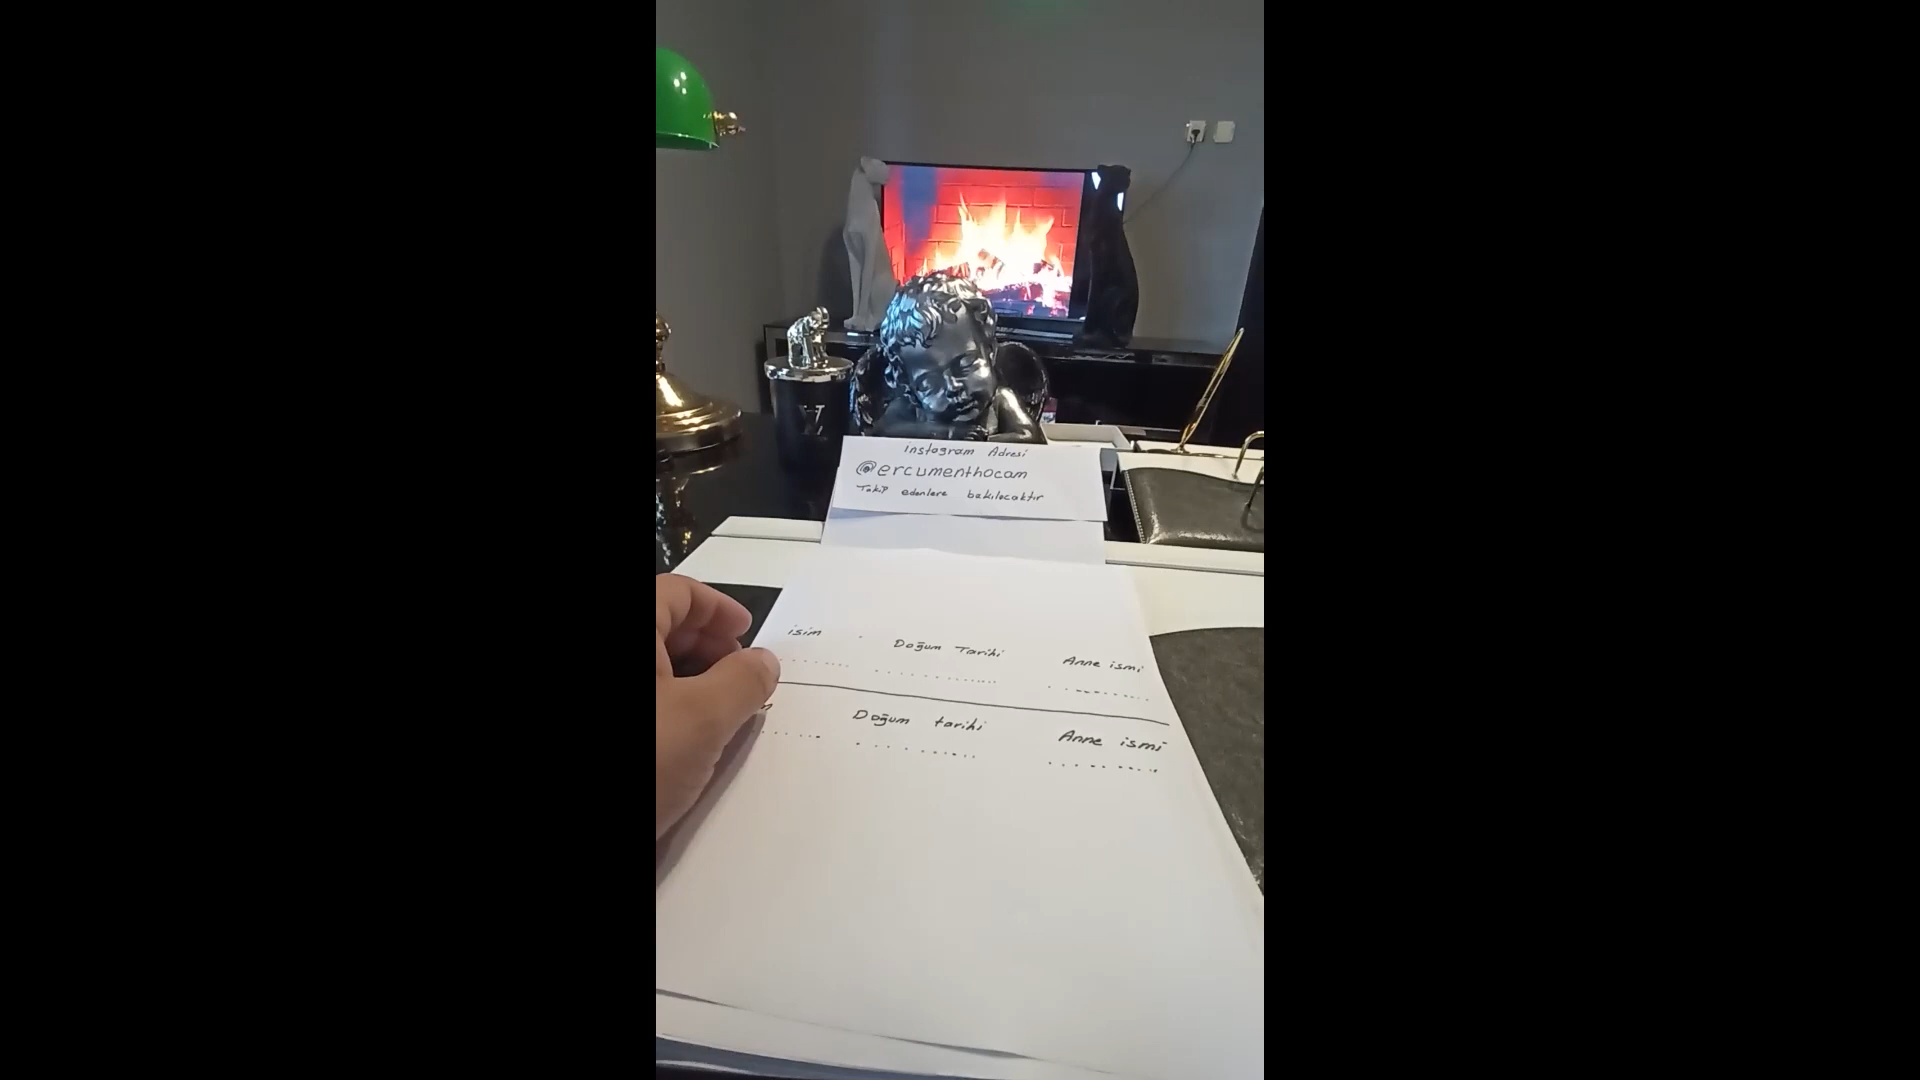 instagram Adresi
@ercumenthocam
Takip edenlere bakılacaktır
isim Doğum Tarihi Anne ismi
Doğum tarihi Anne ismi